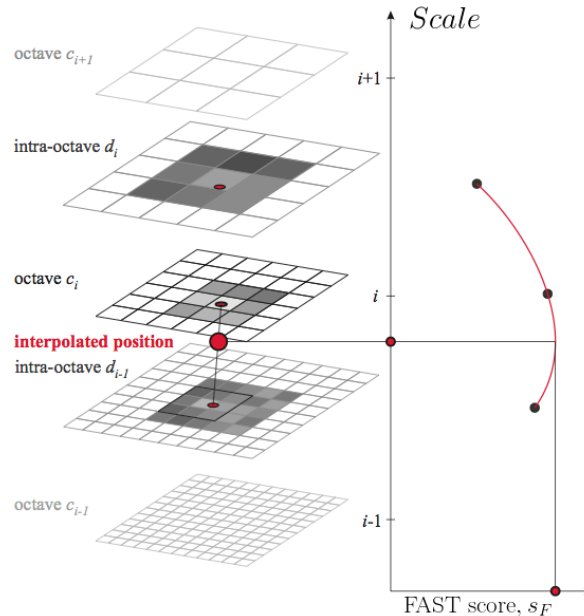 Scale
octave c_{i+1}
i+1
intra-octave d_i
octave c_i
i
interpolated position
intra-octave d_{i-1}
octave c_{i-1}
i-1
FAST score, s_F